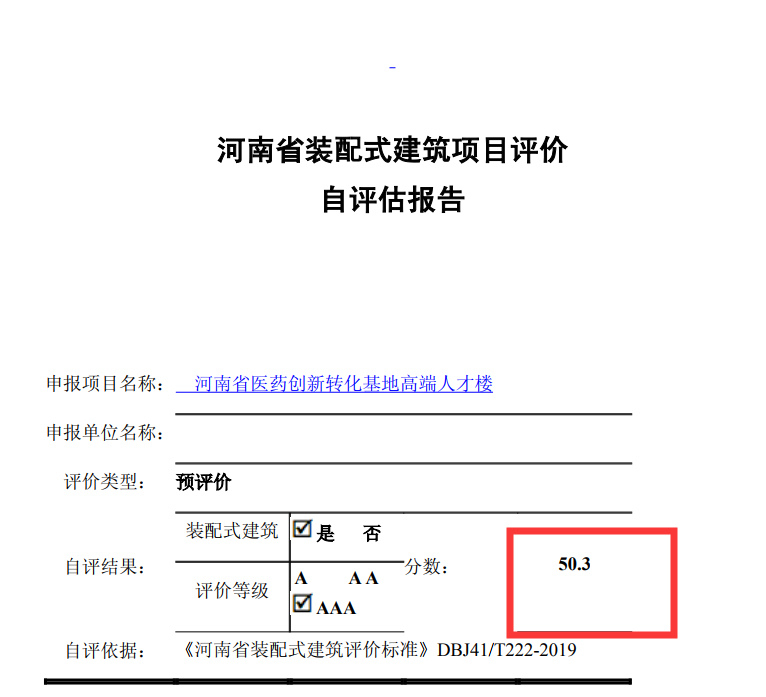 河南省装配式建筑项目评价
自评估报告
申报项目名称: 河南省医药创新转化基地高端人才楼
申报单位名称:
评价类型: 预评价
自评结果: 装配式建筑 ☑是 否 分数: 50.3
评价等级 A AA
☑AAA
自评依据: 《河南省装配式建筑评价标准》DBJ41/T222-2019